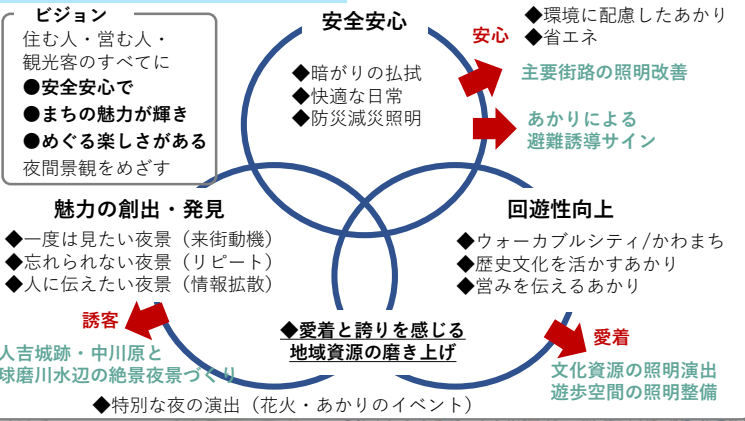 ビジョン
住む人・営む人・
観光客のすべてに
●安全安心で
●まちの魅力が輝き
●めぐる楽しさがある
夜間景観をめざす
安全安心
◆暗がりの払拭
◆快適な日常
◆防災減災照明
安心
◆環境に配慮したあかり
◆省エネ
主要街路の照明改善
あかりによる
避難誘導サイン
魅力の創出・発見
◆一度は見たい夜景（来街動機）
◆忘れられない夜景（リピート）
◆人に伝えたい夜景（情報拡散）
回遊性向上
◆ウォーカブルシティ/かわまち
◆歴史文化を活かすあかり
◆営みを伝えるあかり
誘客
人吉城跡・中川原と
球磨川水辺の絶景夜景づくり
◆愛着と誇りを感じる
地域資源の磨き上げ
愛着
文化資源の照明演出
遊歩空間の照明整備
◆特別な夜の演出（花火・あかりのイベント）